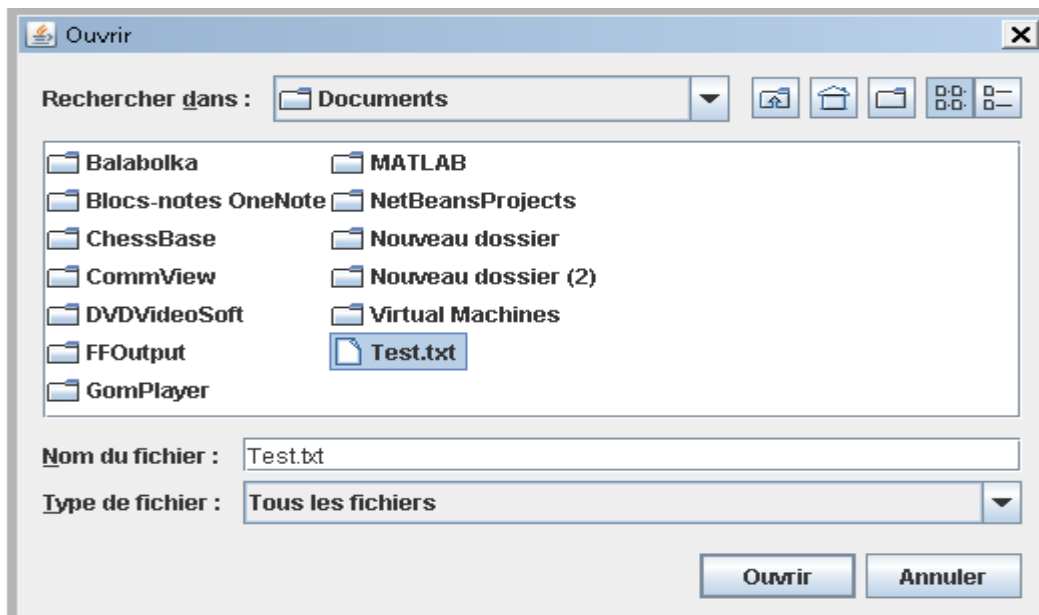 Ouvrir
Rechercher dans : Documents
Balabolka MATLAB
Blocs-notes OneNote NetBeansProjects
ChessBase Nouveau dossier
CommView Nouveau dossier (2)
DVDVideoSoft Virtual Machines
FFOutput Test.txt
GomPlayer
Nom du fichier : Test.txt
Type de fichier : Tous les fichiers
Ouvrir Annuler